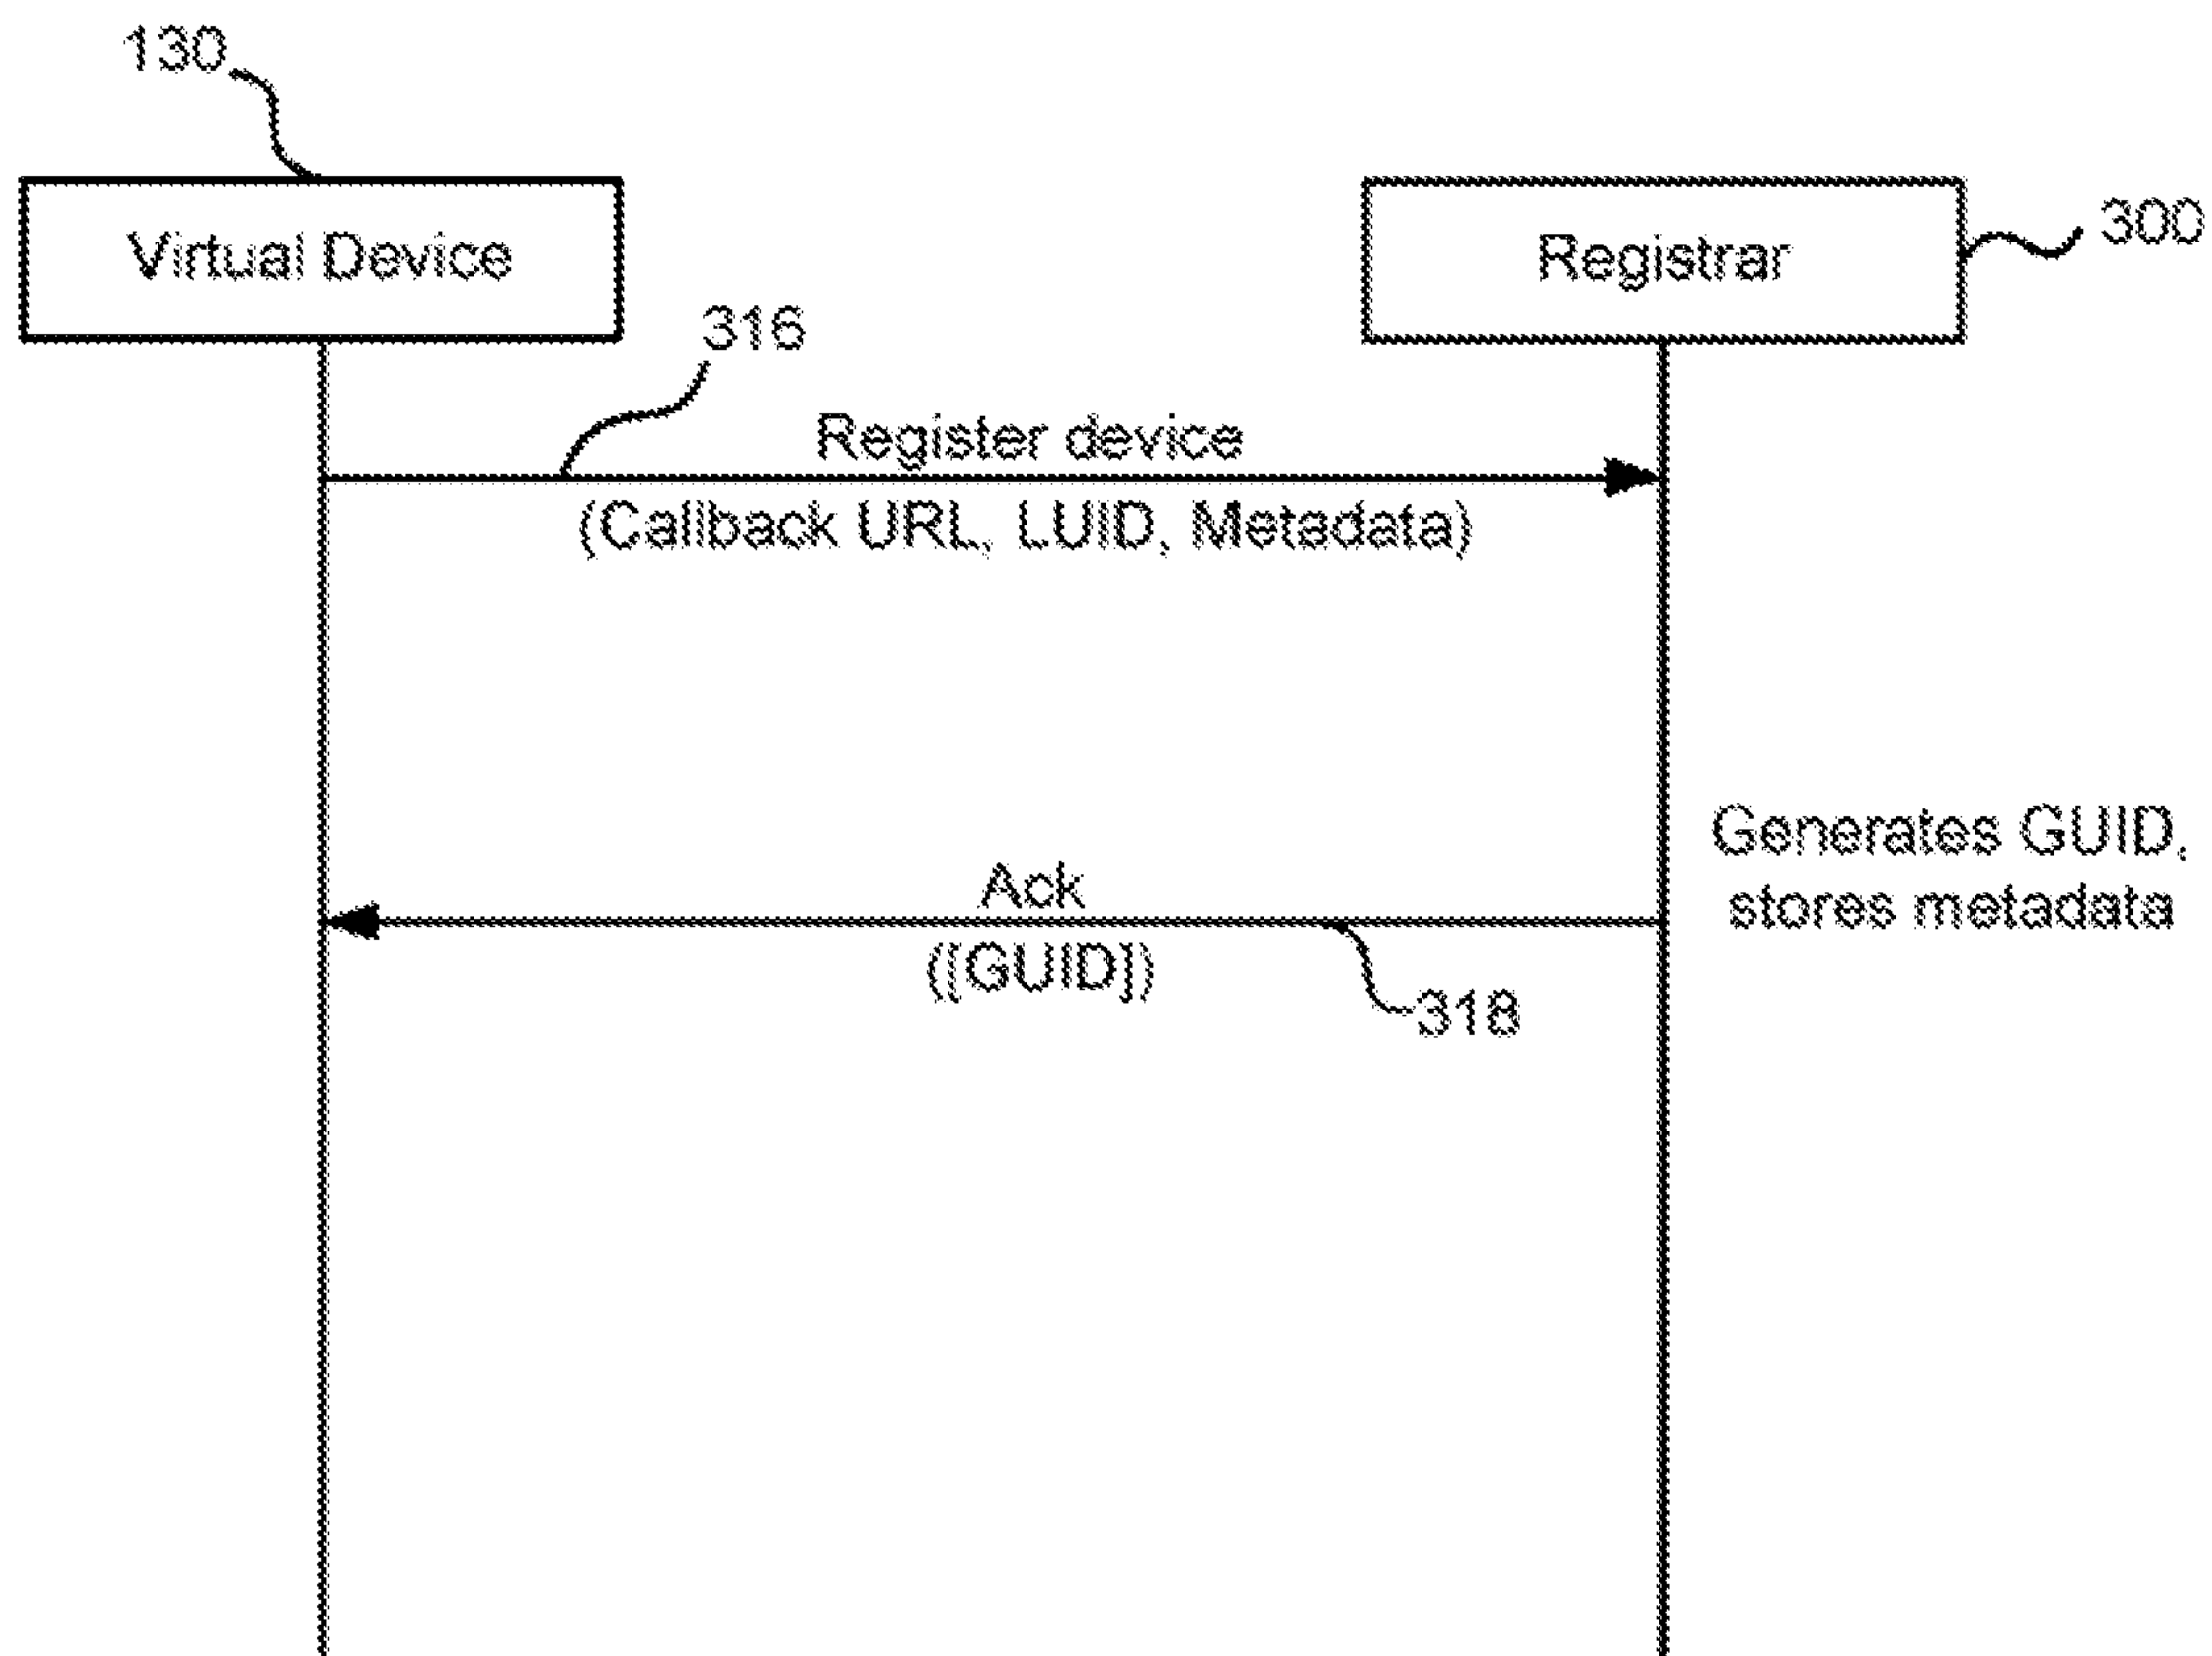 130
Virtual Device
Registrar
300
316
Register device
(Callback URL, LUID, Metadata)
Generates GUID,
stores metadata
Ack
([GUID])
318